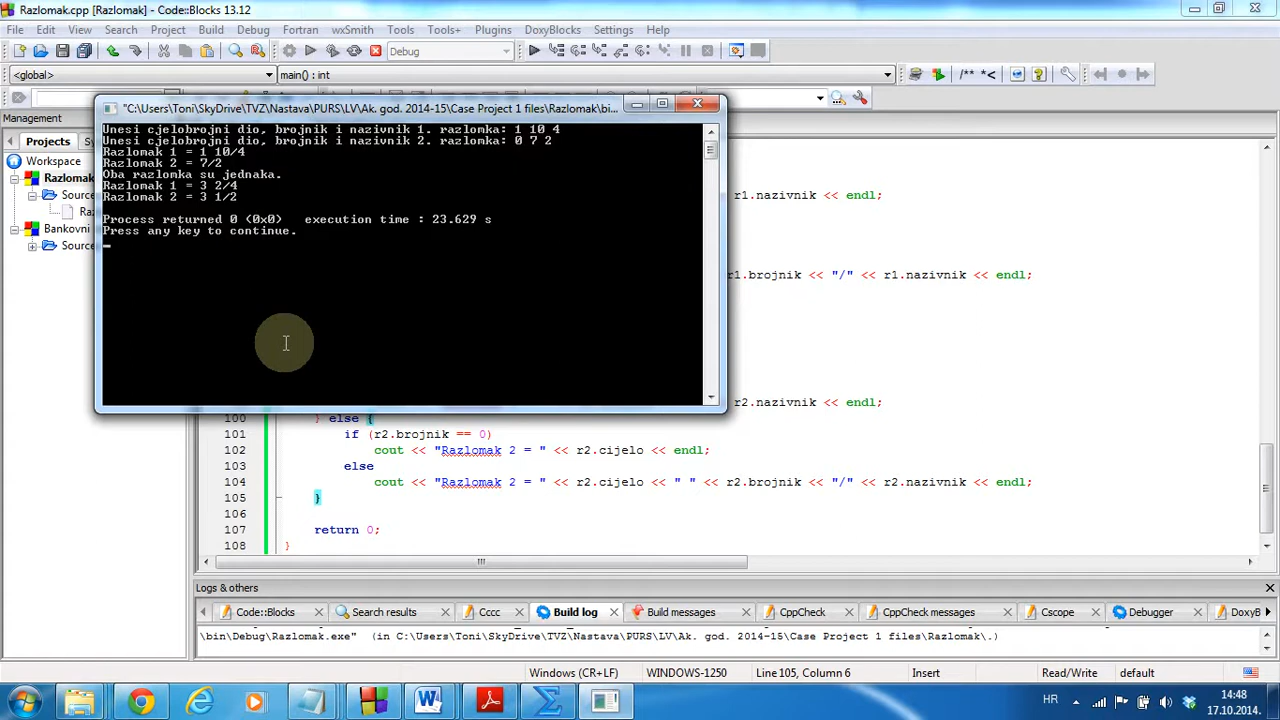 Razlomak.cpp [Razlomak] - Code::Blocks 13.12
File Edit View Search Project Build Debug Fortran wxSmith Tools Tools+ Plugins DoxyBlocks Settings Help
Debug
<global> main() : int /** *<
"C:\Users\Toni\SkyDrive\TVZ\Nastava\PURS\LV\Ak. god. 2014-15\Case Project 1 files\Razlomak\bi...
Management
Projects
Workspace
Razlomak
Sourc
Ra
Bankovni
Sourc
Unesi cjelobrojni dio, brojnik i nazivnik 1. razlomka: 1 10 4
Unesi cjelobrojni dio, brojnik i nazivnik 2. razlomka: 0 7 2
Razlomak 1 = 1 10/4
Razlomak 2 = 7/2
Oba razlomka su jednaka.
Razlomak 1 = 3 2/4
Razlomak 2 = 3 1/2
Process returned 0 (0x0) execution time : 23.629 s
Press any key to continue.
r1.nazivnik << endl;
r1.brojnik << "/" << r1.nazivnik << endl;
r2.nazivnik << endl;
100 } else {
101 if (r2.brojnik == 0)
102 cout << "Razlomak 2 = " << r2.cijelo << endl;
103 else
104 cout << "Razlomak 2 = " << r2.cijelo << " " << r2.brojnik << "/" << r2.nazivnik << endl;
105 }
106
107 return 0;
108 }
Logs & others
Code::Blocks Search results Cccc Build log Build messages CppCheck CppCheck messages Cscope Debugger DoxyB
\bin\Debug\Razlomak.exe" (in C:\Users\Toni\SkyDrive\TVZ\Nastava\PURS\LV\Ak. god. 2014-15\Case Project 1 files\Razlomak\.)
Windows (CR+LF) WINDOWS-1250 Line 105, Column 6 Insert Read/Write default
HR 14:48
17.10.2014.